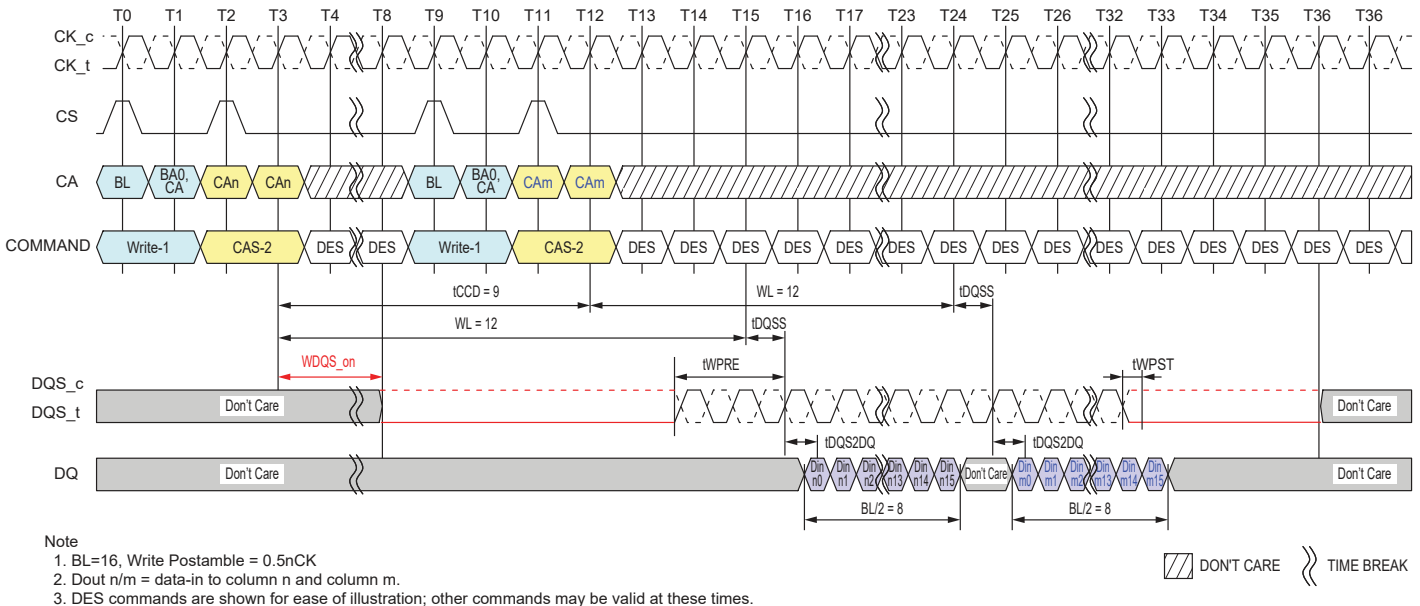 T0 T1 T2 T3 T4 T8 T9 T10 T11 T12 T13 T14 T15 T16 T17 T23 T24 T25 T26 T32 T33 T34 T35 T36 T36
CK_c
CK_t
CS
CA BL BA0, CA CAn CAn BL BA0, CA CAm CAm
COMMAND Write-1 CAS-2 DES DES Write-1 CAS-2 DES DES DES DES DES DES DES DES DES DES DES DES DES DES DES
tCCD = 9 WL = 12 tDQSS
WL = 12 tDQSS
WDQS_on tWPRE tWPST
DQS_c
DQS_t Don't Care Don't Care
tDQS2DQ tDQS2DQ
DQ Don't Care Din n0 Din n1 Din n2 Din n13 Din n14 Din n15 Don't Care Din m0 Din m1 Din m2 Din m13 Din m14 Din m15 Don't Care
BL/2 = 8 BL/2 = 8
Note
1. BL=16, Write Postamble = 0.5nCK
2. Dout n/m = data-in to column n and column m.
3. DES commands are shown for ease of illustration; other commands may be valid at these times.
DON'T CARE TIME BREAK